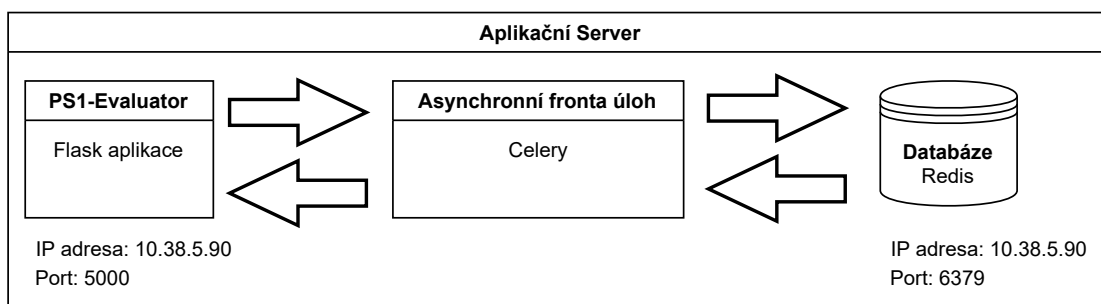 Aplikační Server
PS1-Evaluator
Flask aplikace
Asynchronní fronta úloh
Celery
Databáze
Redis
IP adresa: 10.38.5.90
Port: 5000
IP adresa: 10.38.5.90
Port: 6379